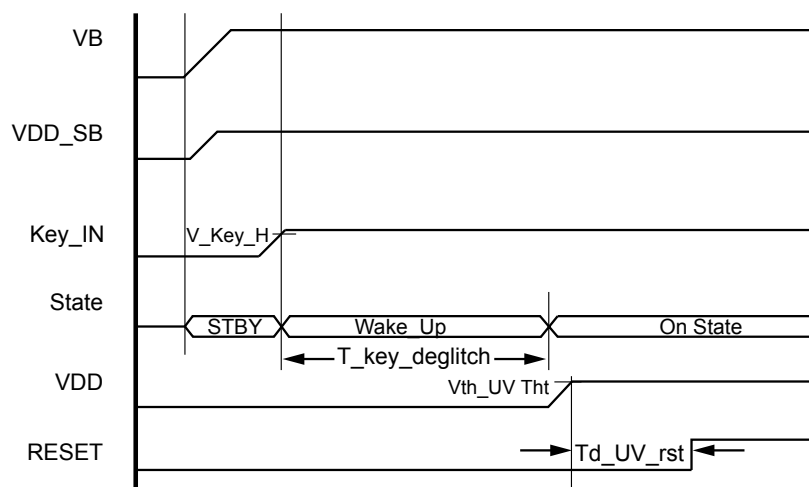 VB
VDD_SB
Key_IN
V_Key_H
State
STBY
Wake_Up
On State
T_key_deglitch
VDD
Vth_UV Tht
RESET
Td_UV_rst